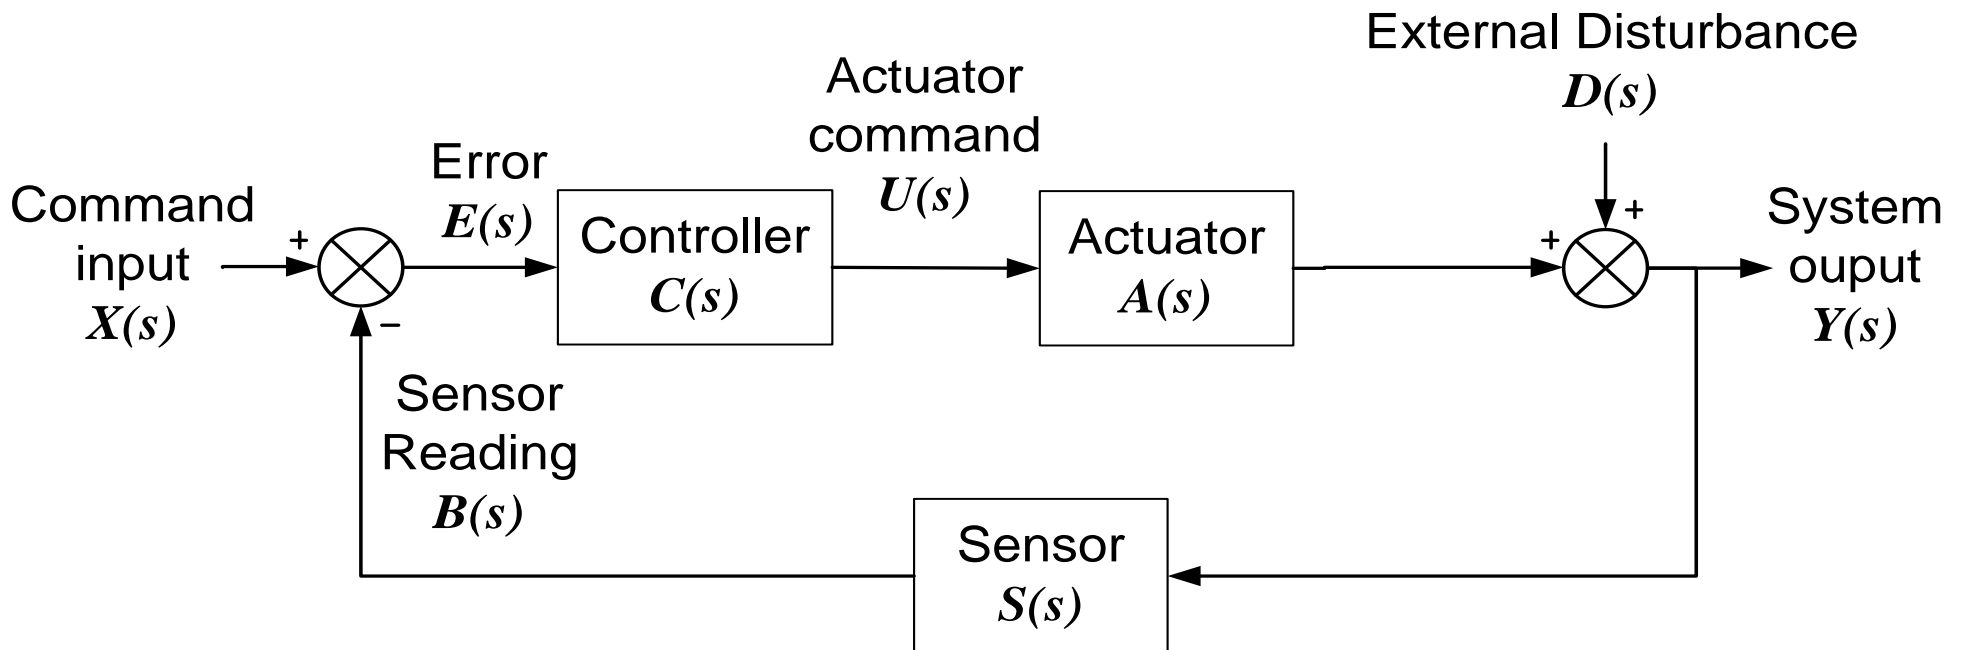 External Disturbance
D(s)
Actuator
command
U(s)
Error
E(s)
Command
input
X(s)
+
−
Controller
C(s)
Actuator
A(s)
+
+
System
ouput
Y(s)
Sensor
Reading
B(s)
Sensor
S(s)